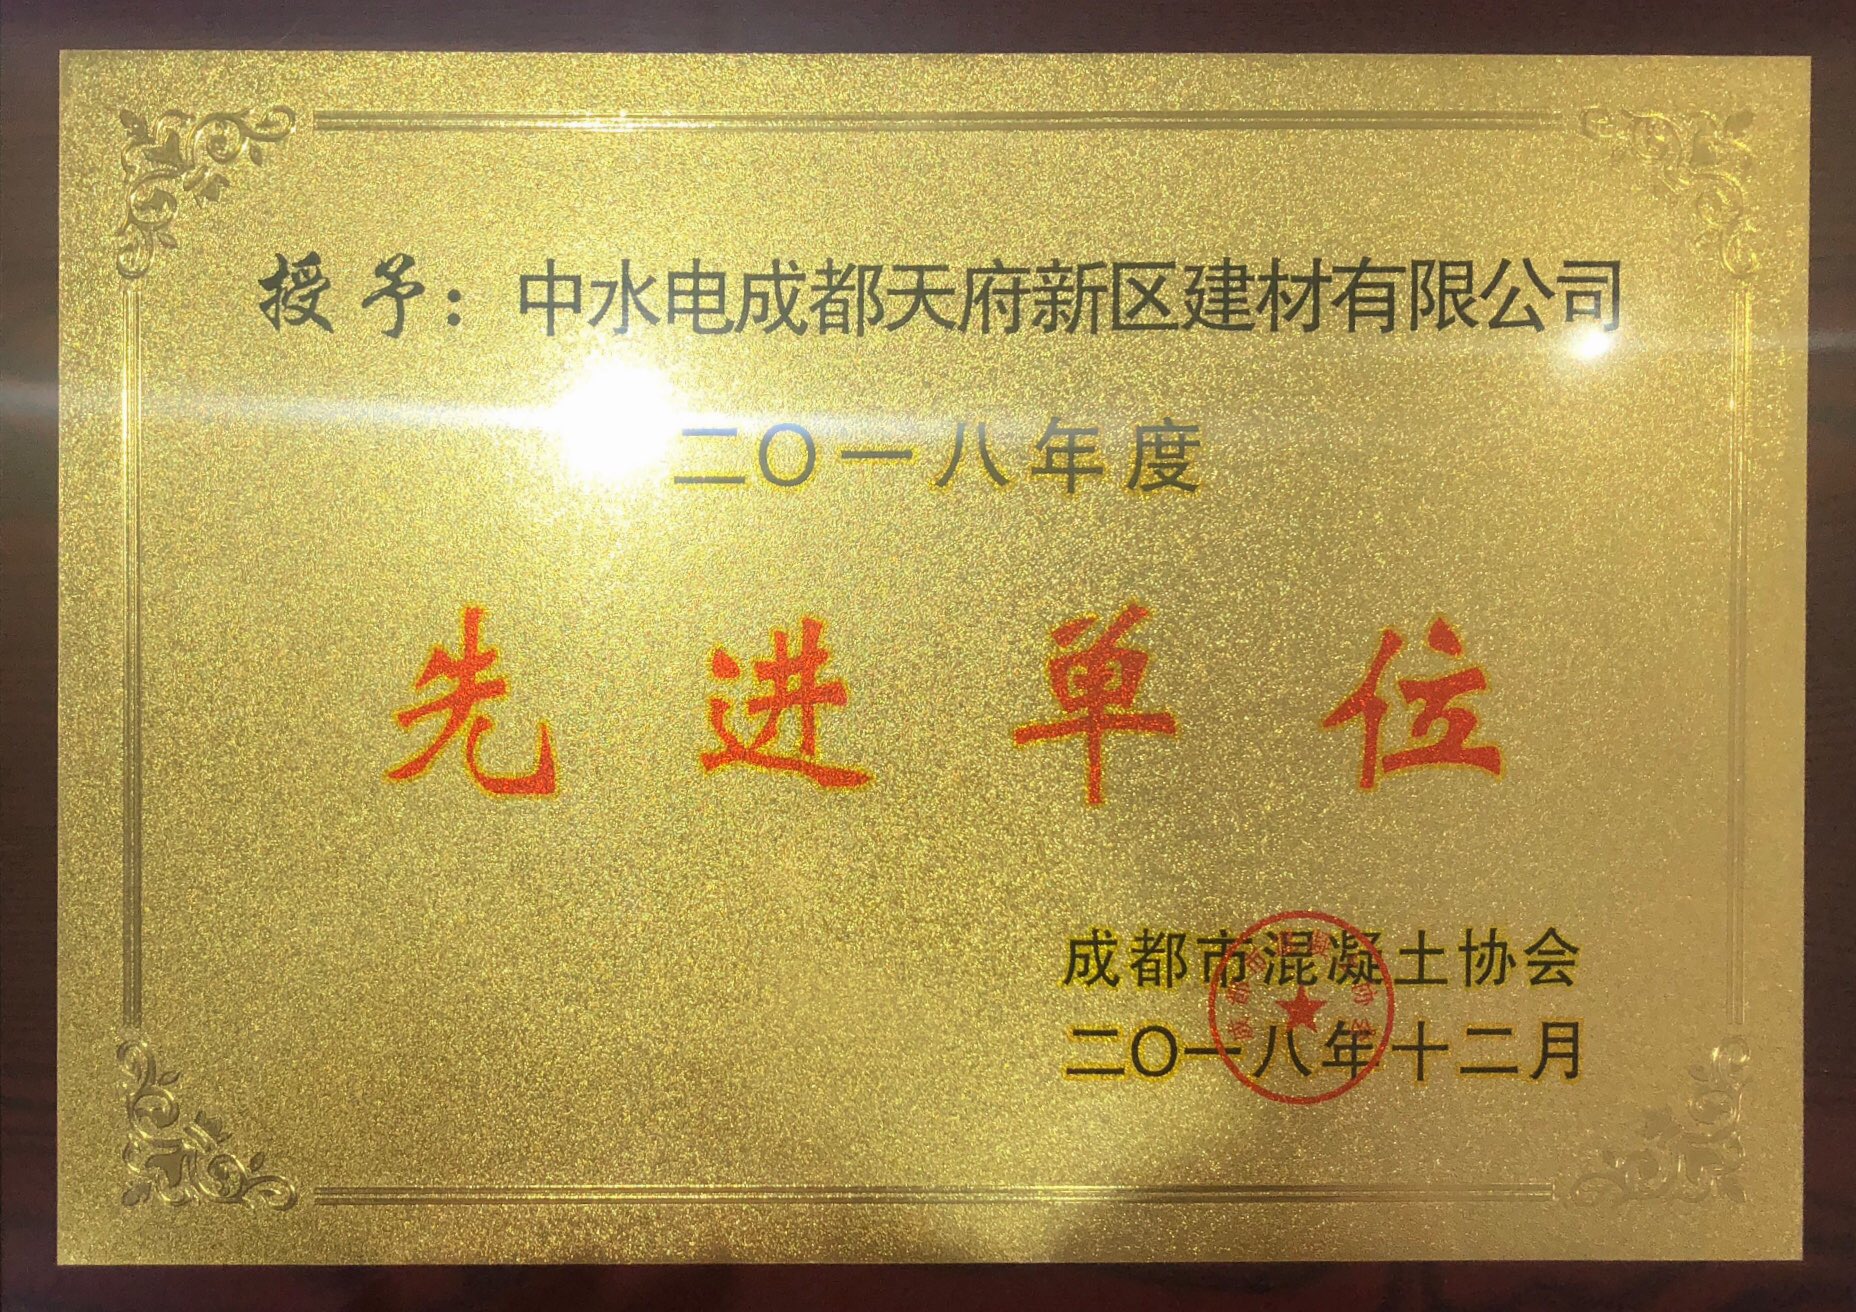 授予：中水电成都天府新区建材有限公司
二〇一八年度
先进单位
成都市混凝土协会
二〇一八年十二月